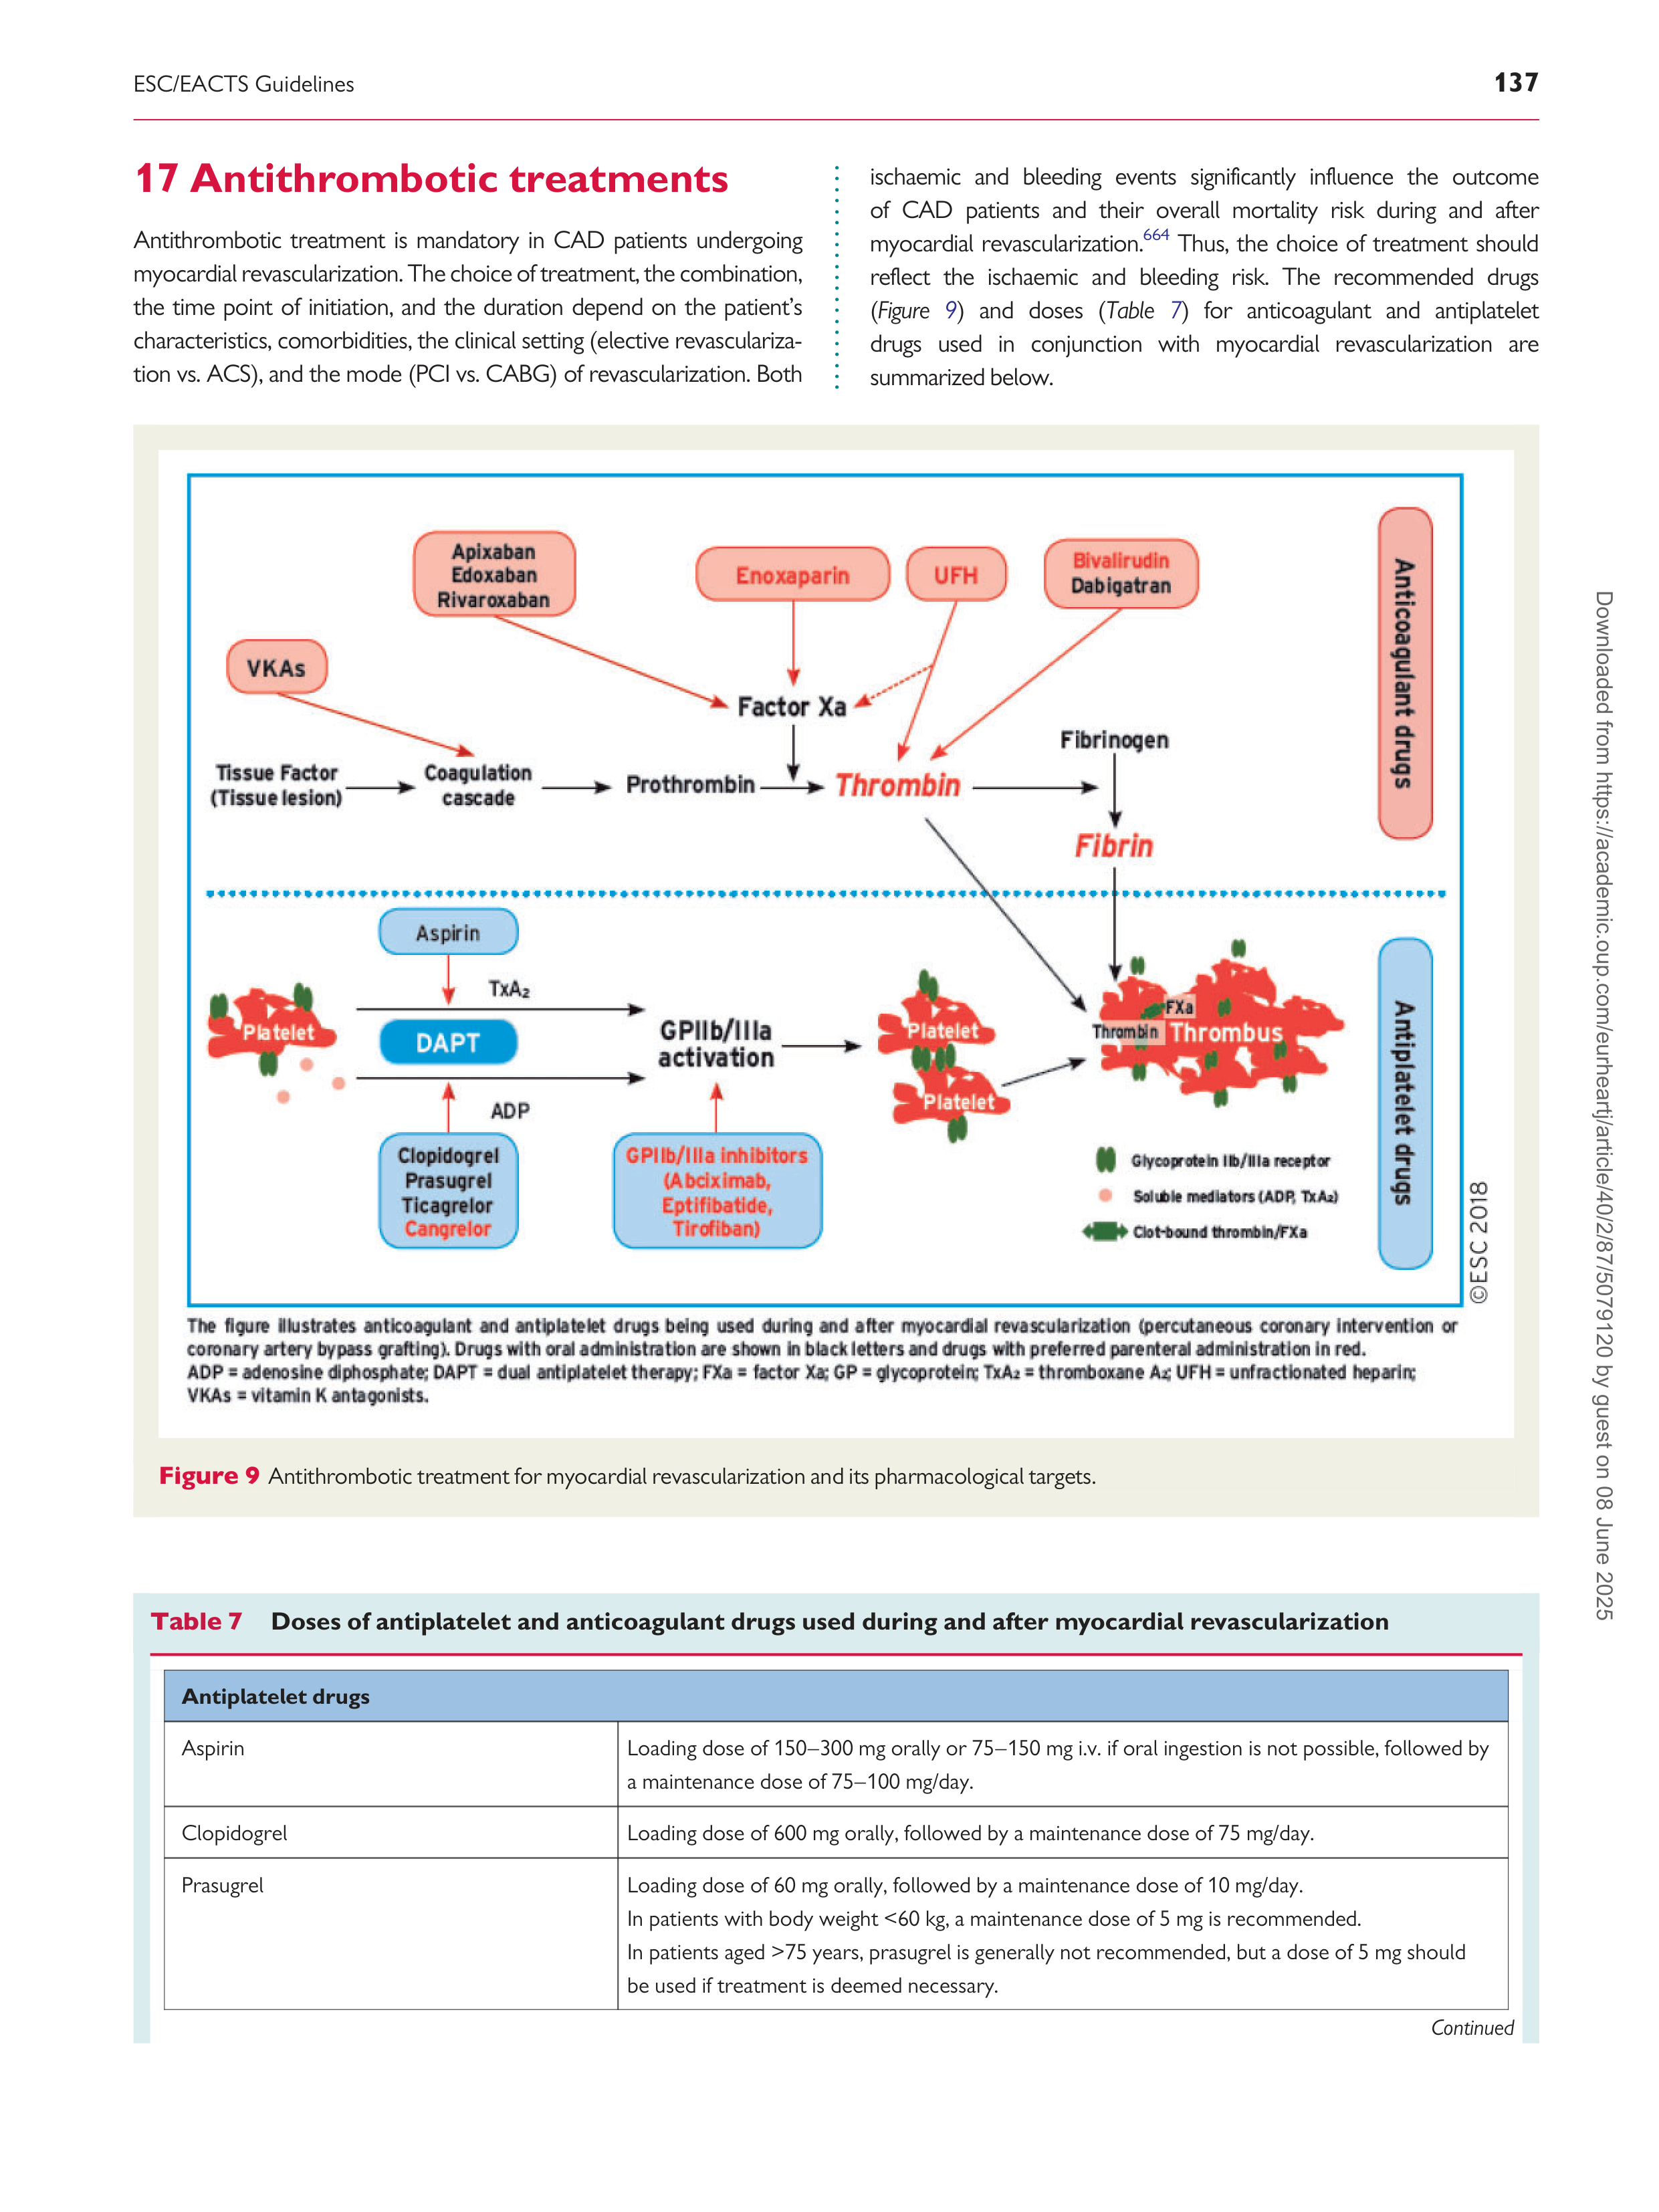 ESC/EACTS Guidelines
137
17 Antithrombotic treatments
Antithrombotic treatment is mandatory in CAD patients undergoing
myocardial revascularization. The choice of treatment, the combination,
the time point of initiation, and the duration depend on the patient's
characteristics, comorbidities, the clinical setting (elective revasculariza-
tion vs. ACS), and the mode (PCI vs. CABG) of revascularization. Both
ischaemic and bleeding events significantly influence the outcome
of CAD patients and their overall mortality risk during and after
myocardial revascularization.664 Thus, the choice of treatment should
reflect the ischaemic and bleeding risk. The recommended drugs
(Figure 9) and doses (Table 7) for anticoagulant and antiplatelet
drugs used in conjunction with myocardial revascularization are
summarized below.
Apixaban
Edoxaban
Rivaroxaban
Enoxaparin
UFH
Bivalirudin
Dabigatran
VKAs
Factor Xa
Fibrinogen
Tissue Factor
(Tissue lesion)
Coagulation
cascade
Prothrombin
Thrombin
Fibrin
Anticoagulant drugs
Aspirin
TxA2
Platelet
DAPT
GPIIb/IIIa
activation
Platelet
Platelet
FXa
Thrombin
Thrombus
ADP
Clopidogrel
Prasugrel
Ticagrelor
Cangrelor
GPIIb/IIIa inhibitors
(Abciximab,
Eptifibatide,
Tirofiban)
Glycoprotein IIb/IIIa receptor
Soluble mediators (ADP, TxA2)
Clot-bound thrombin/FXa
Antiplatelet drugs
©ESC 2018
The figure illustrates anticoagulant and antiplatelet drugs being used during and after myocardial revascularization (percutaneous coronary intervention or
coronary artery bypass grafting). Drugs with oral administration are shown in black letters and drugs with preferred parenteral administration in red.
ADP = adenosine diphosphate; DAPT = dual antiplatelet therapy; FXa = factor Xa; GP = glycoprotein; TxA2 = thromboxane A2; UFH = unfractionated heparin;
VKAs = vitamin K antagonists.
Figure 9 Antithrombotic treatment for myocardial revascularization and its pharmacological targets.
Table 7 Doses of antiplatelet and anticoagulant drugs used during and after myocardial revascularization
Antiplatelet drugs
Aspirin
Loading dose of 150–300 mg orally or 75–150 mg i.v. if oral ingestion is not possible, followed by
a maintenance dose of 75–100 mg/day.
Clopidogrel
Loading dose of 600 mg orally, followed by a maintenance dose of 75 mg/day.
Prasugrel
Loading dose of 60 mg orally, followed by a maintenance dose of 10 mg/day.
In patients with body weight <60 kg, a maintenance dose of 5 mg is recommended.
In patients aged >75 years, prasugrel is generally not recommended, but a dose of 5 mg should
be used if treatment is deemed necessary.
Continued
Downloaded from https://academic.oup.com/eurheartj/article/40/2/87/5079120 by guest on 08 June 2025